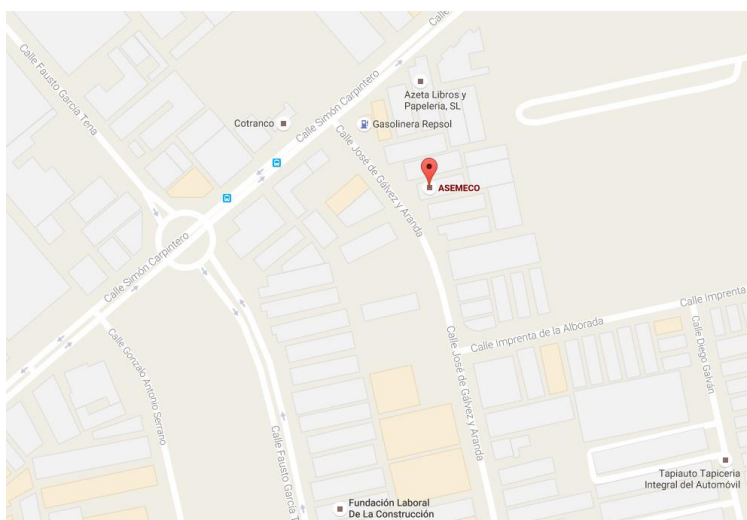 Calle
Calle Fausto García Tena
Azeta Libros y
Papeleria, SL
Cotranco
Calle Simón Carpintero
Gasolinera Repsol
Calle José de Gálvez y Aranda
ASEMECO
Calle Simón Carpintero
Calle Imprenta
Calle Imprenta de la Alborada
Calle Diego Galván
Calle Gonzalo Antonio Serrano
Calle José de Gálvez y Aranda
Calle Fausto García T
Tapiauto Tapiceria
Integral del Automóvil
Fundación Laboral
De La Construcción